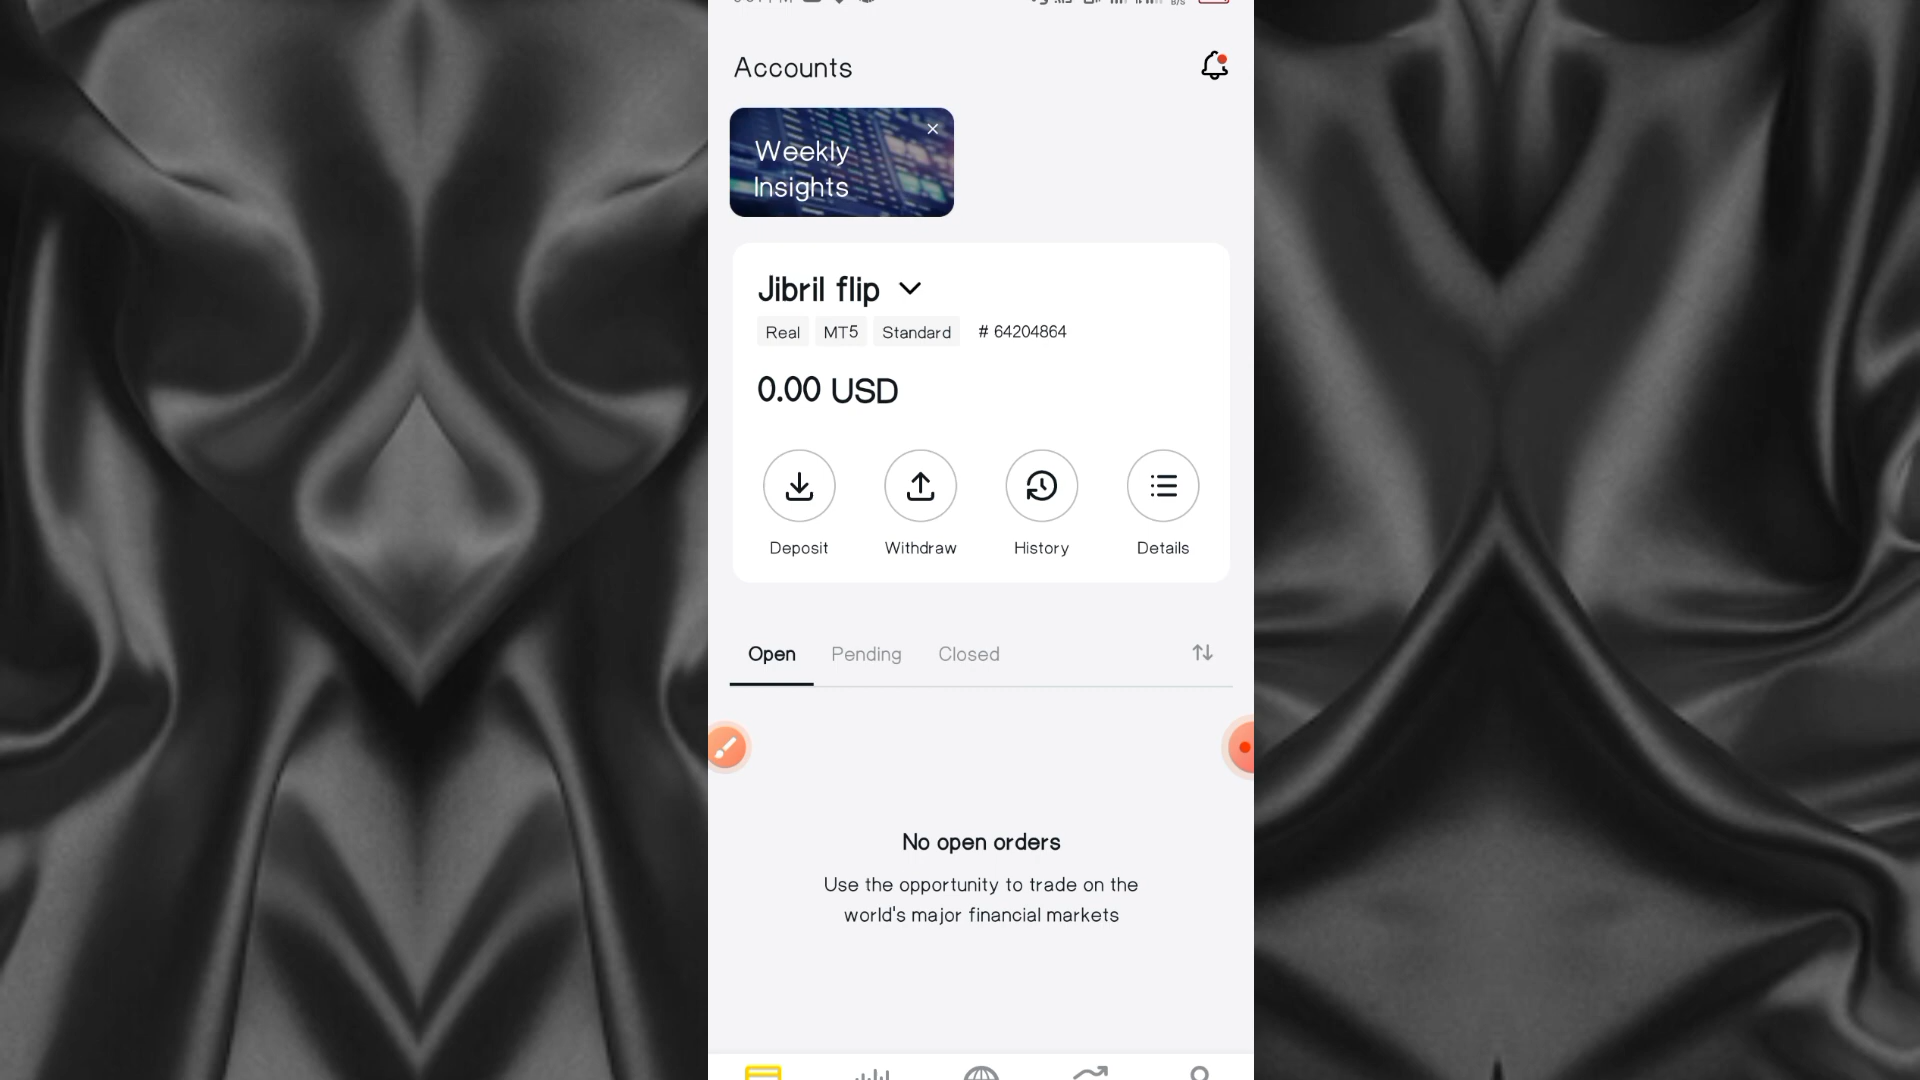 Accounts
Weekly
Insights
Jibril flip
Real MT5 Standard # 64204864
0.00 USD
Deposit Withdraw History Details
Open Pending Closed
No open orders
Use the opportunity to trade on the
world's major financial markets